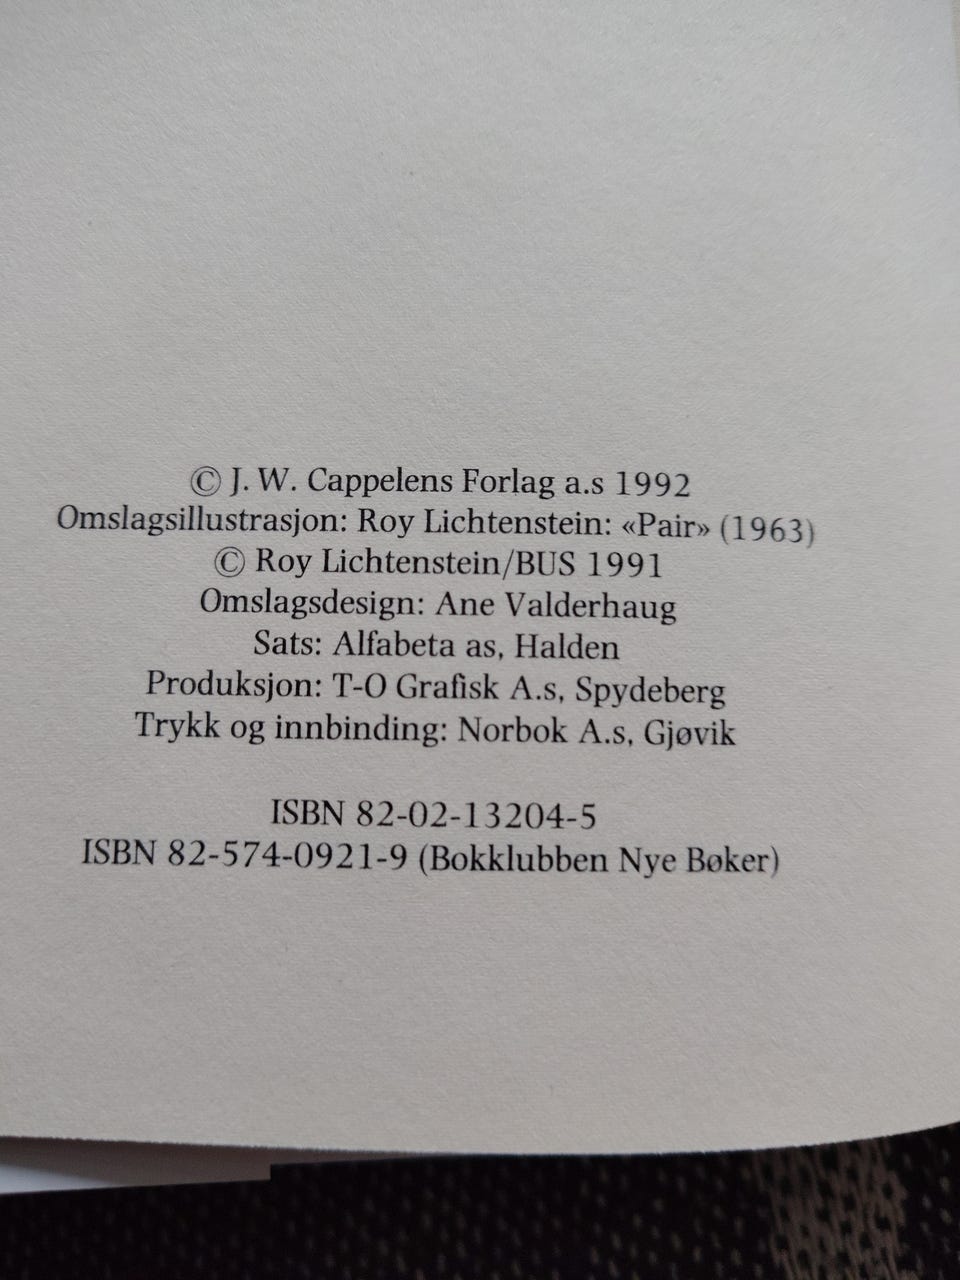 © J. W. Cappelens Forlag a.s 1992
Omslagsillustrasjon: Roy Lichtenstein: «Pair» (1963)
© Roy Lichtenstein/BUS 1991
Omslagsdesign: Ane Valderhaug
Sats: Alfabeta as, Halden
Produksjon: T-O Grafisk A.s, Spydeberg
Trykk og innbinding: Norbok A.s, Gjøvik
ISBN 82-02-13204-5
ISBN 82-574-0921-9 (Bokklubben Nye Bøker)